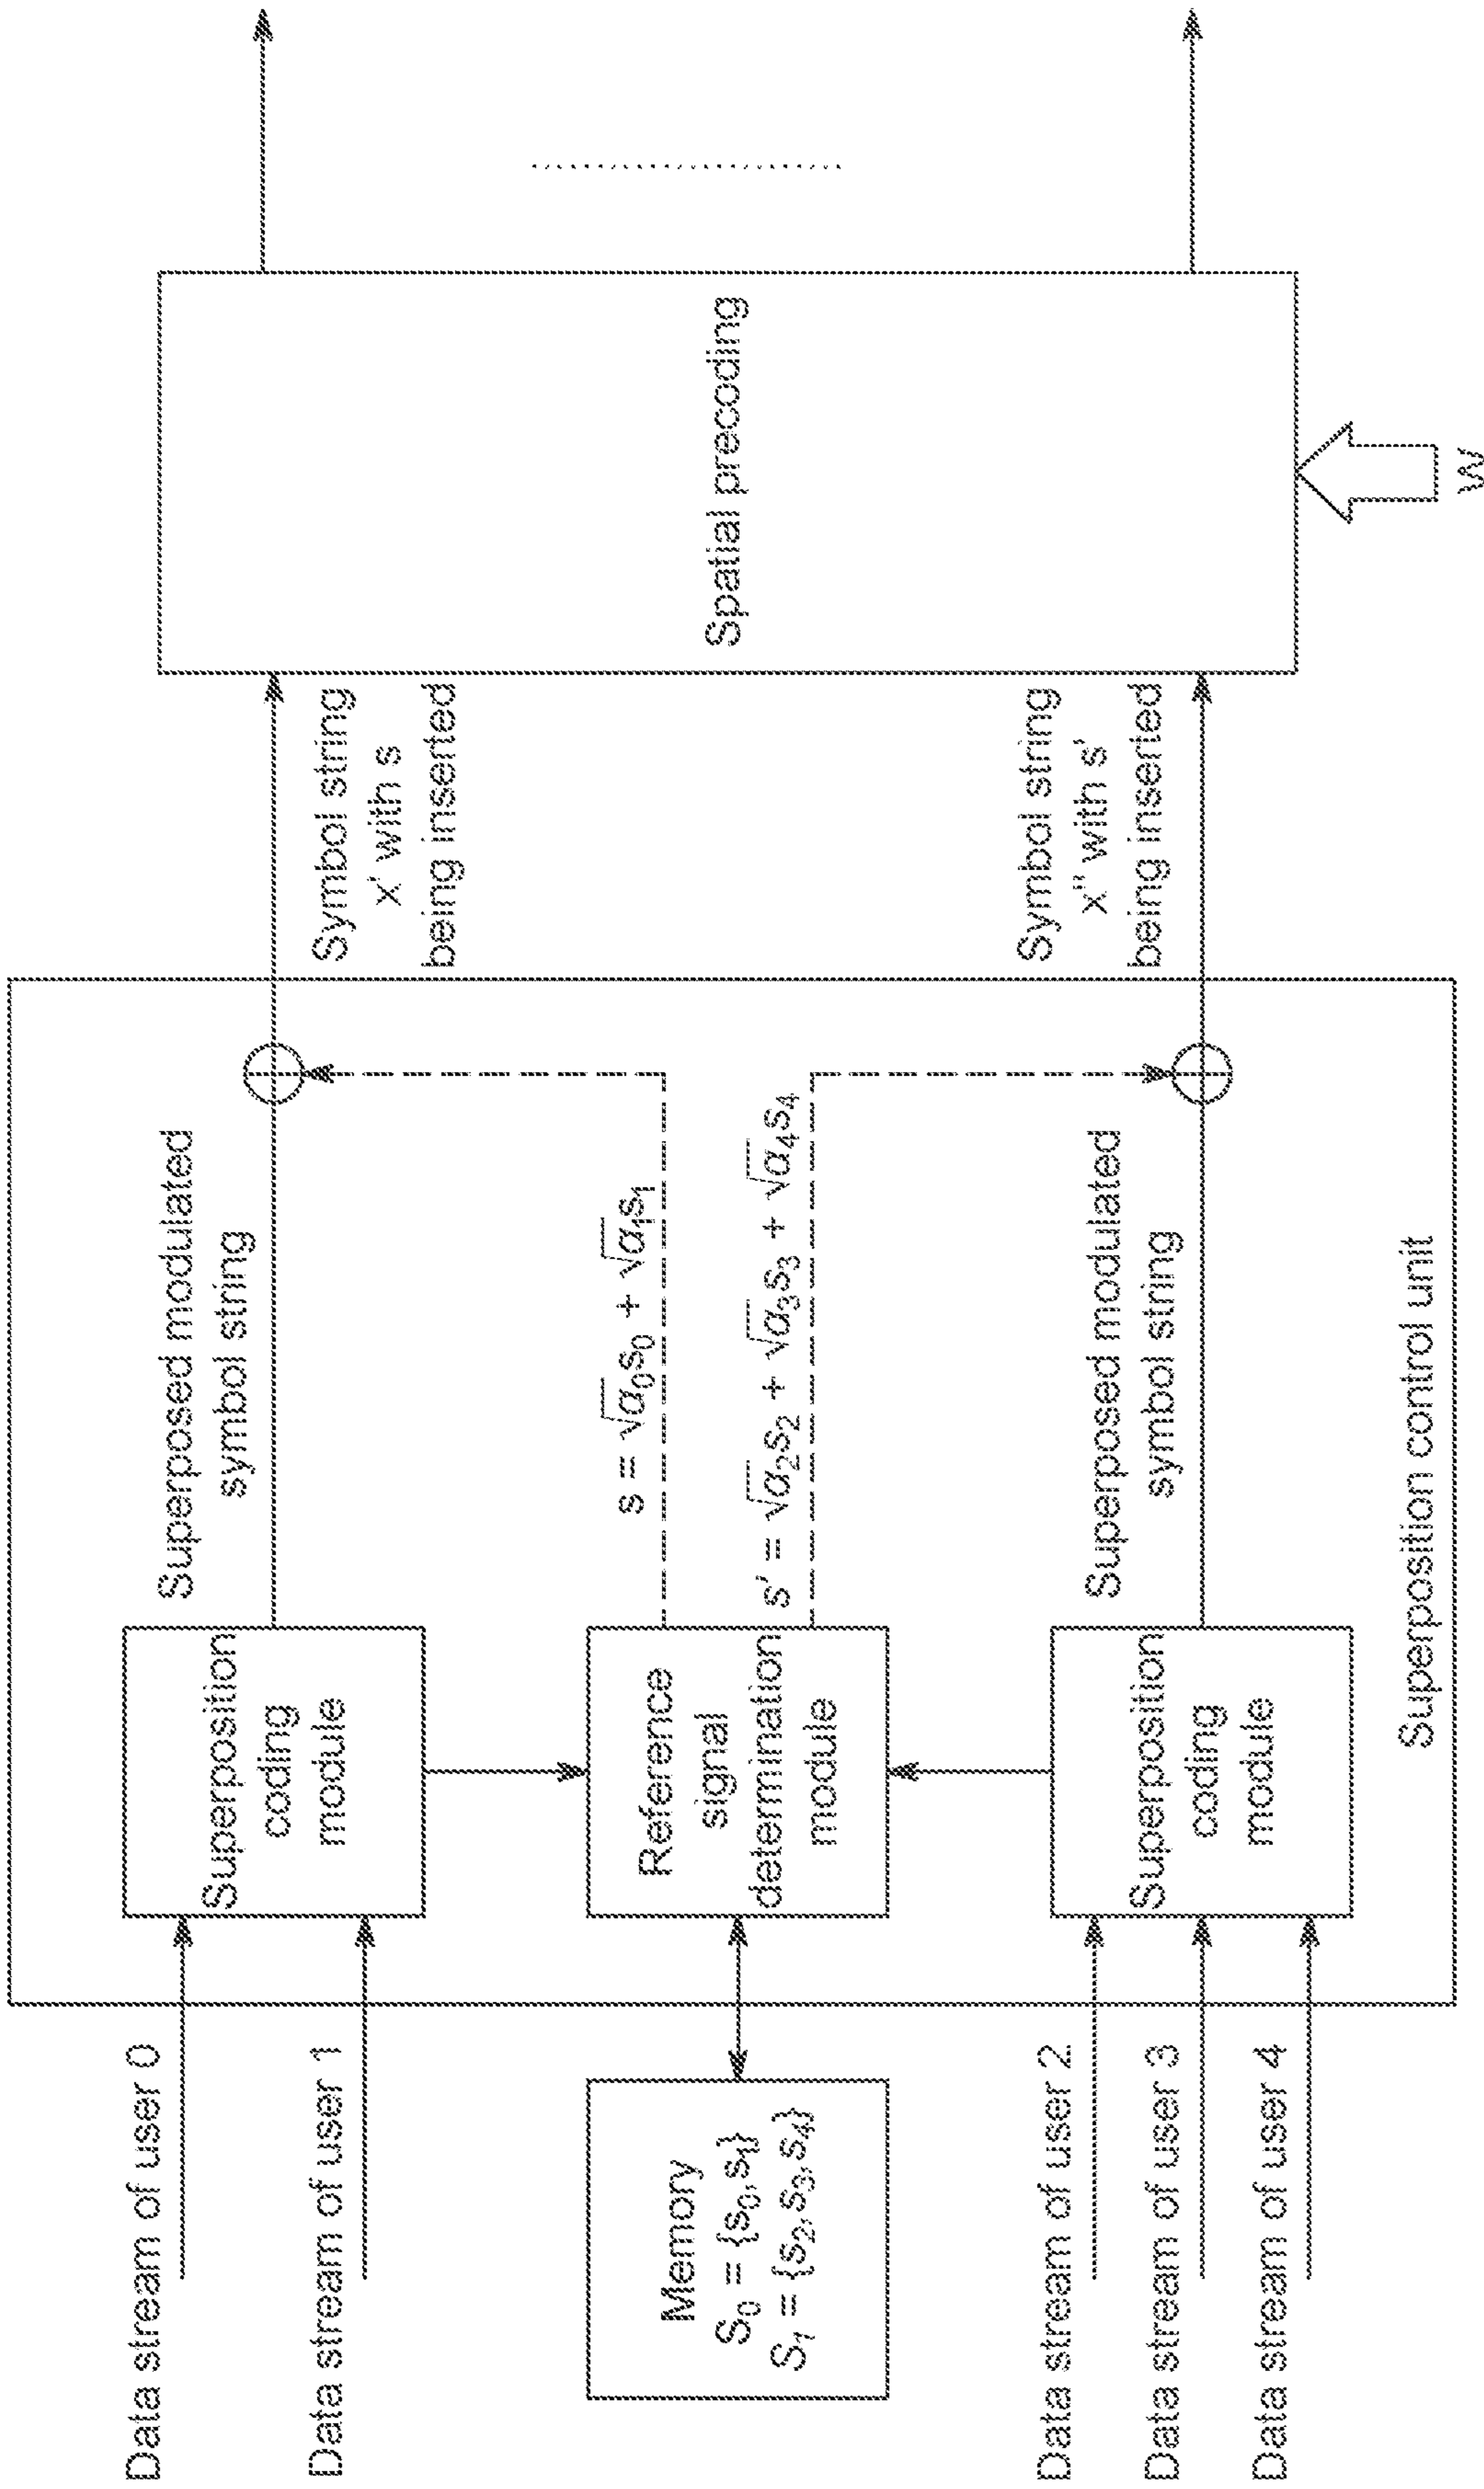 Data stream of user 0
Data stream of user 1
Memory
S₀ = {s₀,s₁}
S₁ = {s₂,s₃,s₄}
Data stream of user 2
Data stream of user 3
Data stream of user 4
Superposition
coding
module
Reference
signal
determination
module
Superposition
coding
module
Superposed modulated
symbol string
s = √α₀s₀ + √α₁s₁
s' = √α₂s₂ + √α₃s₃ + √α₄s₄
Superposed modulated
symbol string
Superposition control unit
Symbol string
x' with s
being inserted
Symbol string
x'' with s'
being inserted
Spatial precoding
W